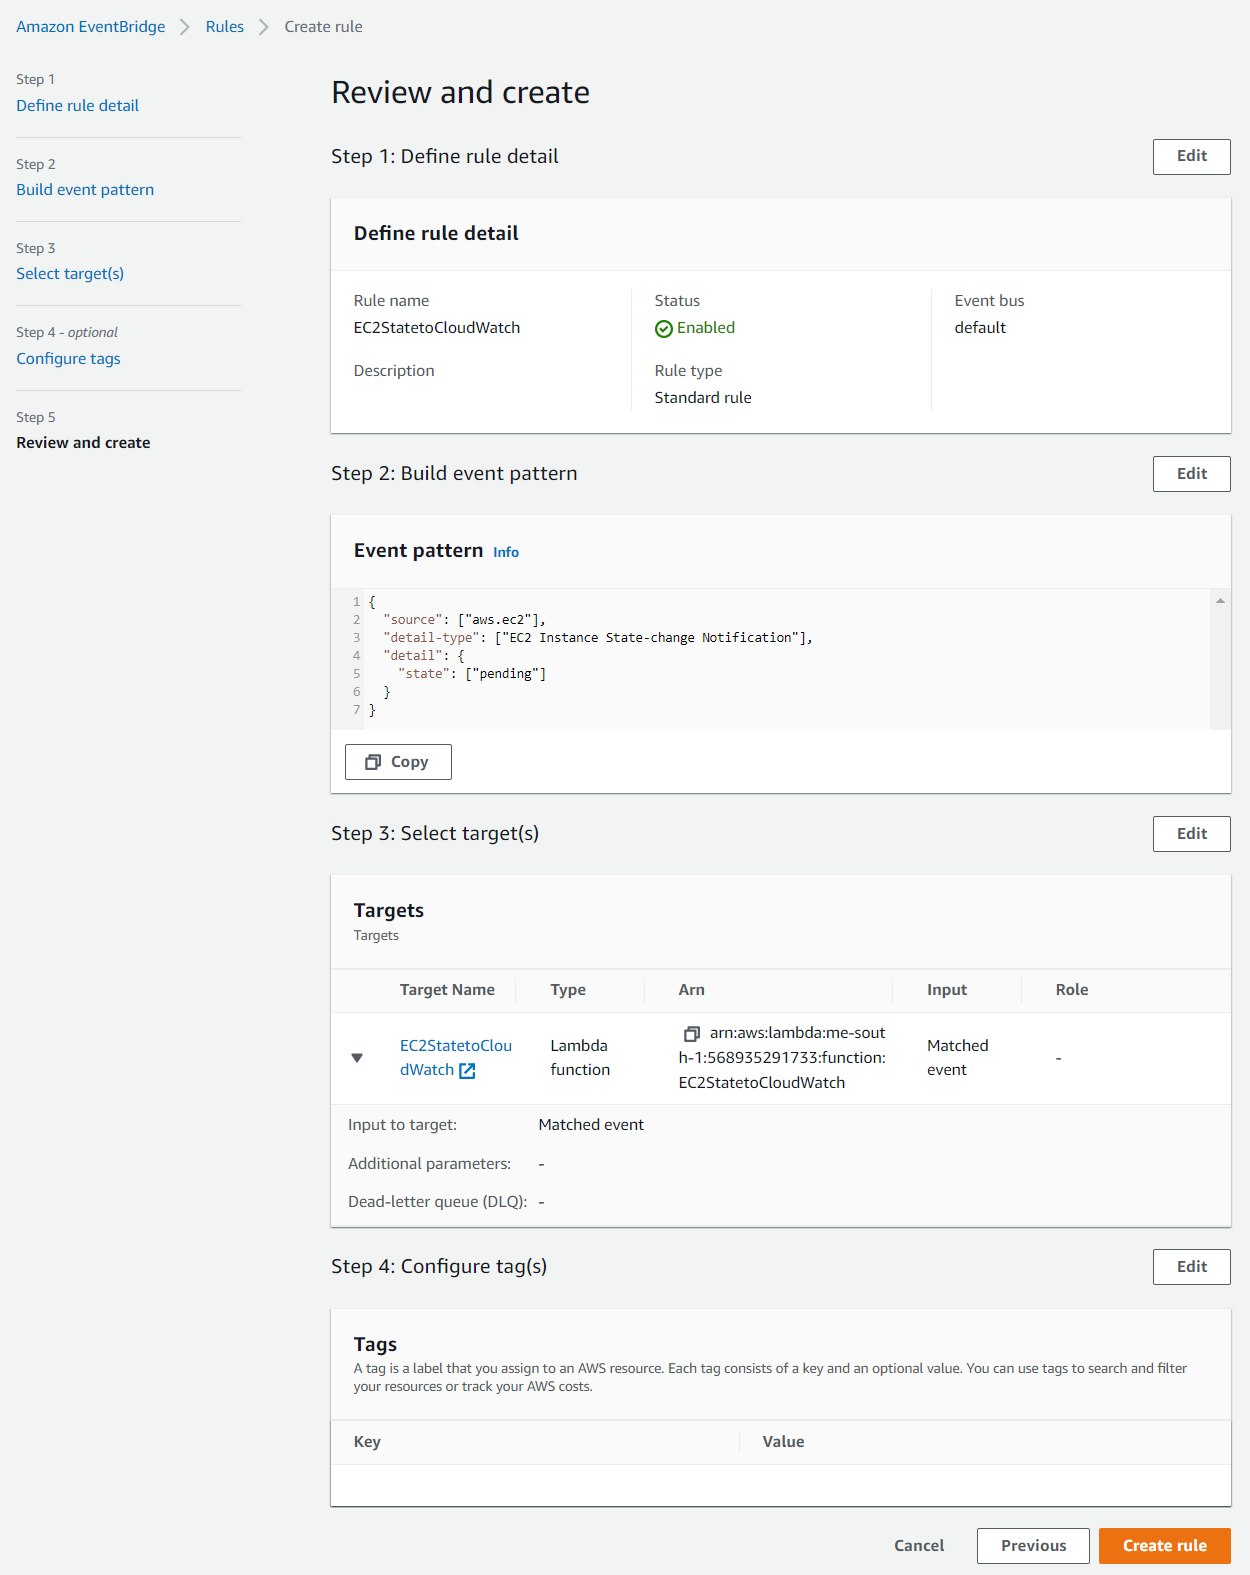 Amazon EventBridge > Rules > Create rule
Step 1
Define rule detail
Step 2
Build event pattern
Step 3
Select target(s)
Step 4 - optional
Configure tags
Step 5
Review and create
Review and create
Step 1: Define rule detail
Edit
Define rule detail
Rule name
EC2StatetoCloudWatch
Description
Status
Enabled
Rule type
Standard rule
Event bus
default
Step 2: Build event pattern
Edit
Event pattern Info
1 {
2   "source": ["aws.ec2"],
3   "detail-type": ["EC2 Instance State-change Notification"],
4   "detail": {
5     "state": ["pending"]
6   }
7 }
Copy
Step 3: Select target(s)
Edit
Targets
Targets
Target Name Type Arn Input Role
EC2StatetoClou
dWatch
Lambda
function
arn:aws:lambda:me-sout
h-1:568935291733:function:
EC2StatetoCloudWatch
Matched
event
-
Input to target: Matched event
Additional parameters: -
Dead-letter queue (DLQ): -
Step 4: Configure tag(s)
Edit
Tags
A tag is a label that you assign to an AWS resource. Each tag consists of a key and an optional value. You can use tags to search and filter
your resources or track your AWS costs.
Key Value
Cancel Previous Create rule